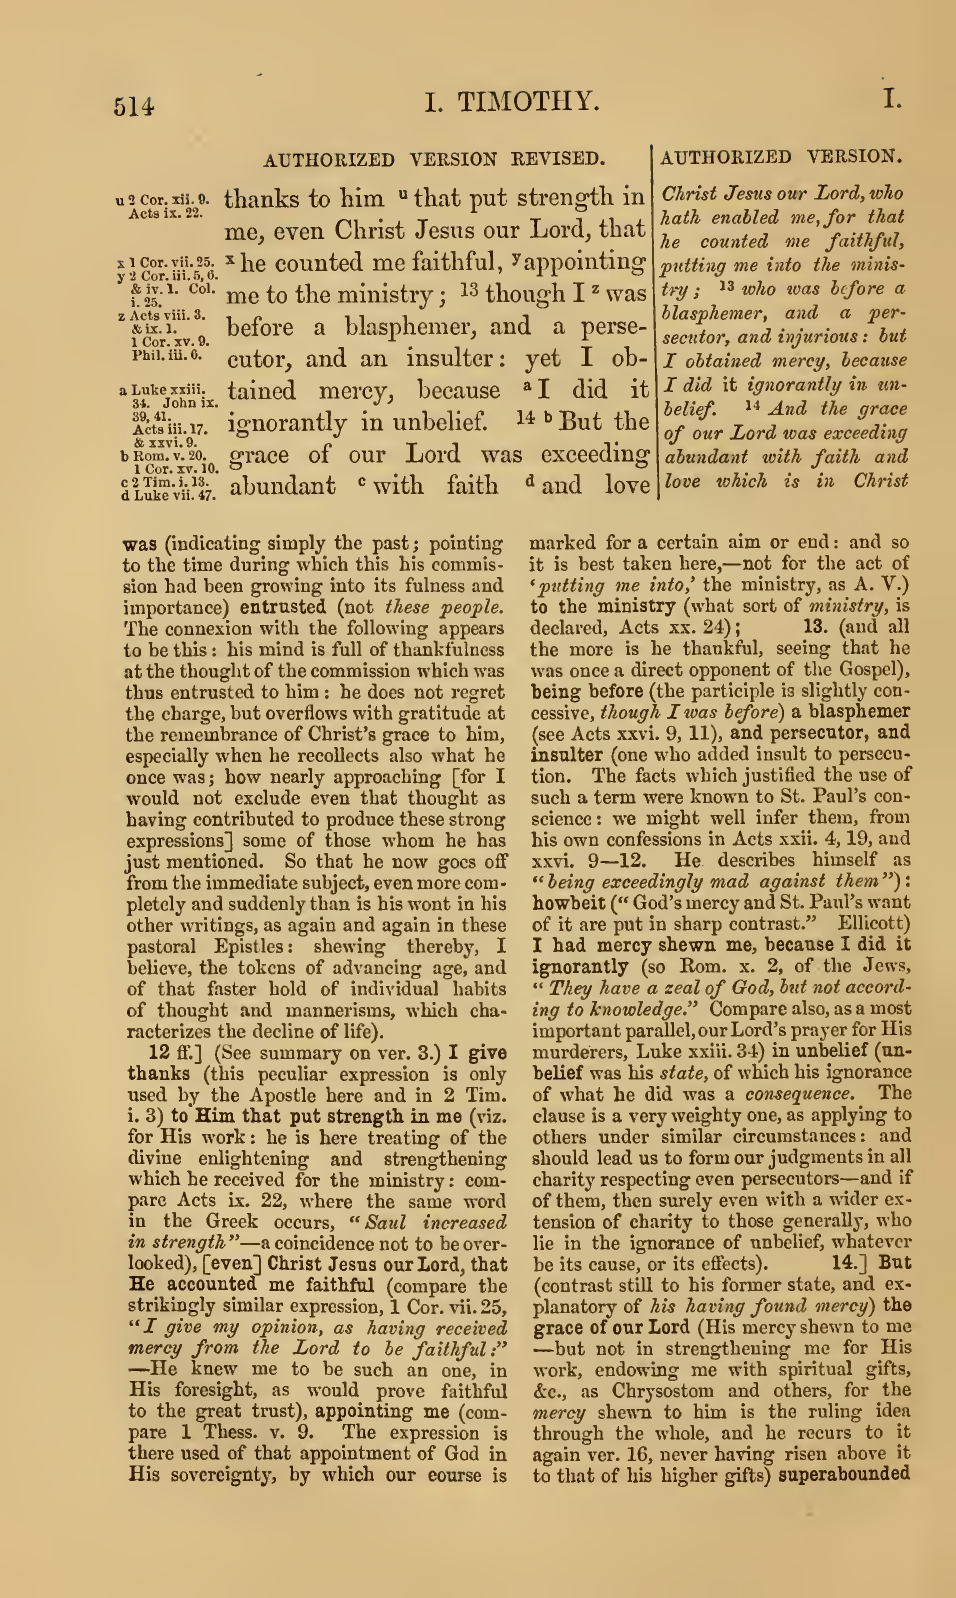 514
I. TIMOTHY.
I.
AUTHORIZED VERSION REVISED.
u 2 Cor. xii. 9.
Acts ix. 22.
x 1 Cor. vii. 25.
y 2 Cor. iii. 5, 6.
& iv. 1. Col.
i. 25.
z Acts viii. 3.
& ix. 1.
1 Cor. xv. 9.
Phil. iii. 6.
a Luke xxiii.
34. John ix.
39, 41.
Acts iii. 17.
& xxvi. 9.
b Rom. v. 20.
1 Cor. xv. 10.
c 2 Tim. i. 13.
d Luke vii. 47.
thanks to him u that put strength in
me, even Christ Jesus our Lord, that
x he counted me faithful, y appointing
me to the ministry; 13 though I z was
before a blasphemer, and a perse-
cutor, and an insulter: yet I ob-
tained mercy, because a I did it
ignorantly in unbelief. 14 b But the
grace of our Lord was exceeding
abundant c with faith d and love
AUTHORIZED VERSION.
Christ Jesus our Lord, who
hath enabled me, for that
he counted me faithful,
putting me into the minis-
try; 13 who was before a
blasphemer, and a per-
secutor, and injurious: but
I obtained mercy, because
I did it ignorantly in un-
belief. 14 And the grace
of our Lord was exceeding
abundant with faith and
love which is in Christ
was (indicating simply the past; pointing
to the time during which this his commis-
sion had been growing into its fulness and
importance) entrusted (not these people.
The connexion with the following appears
to be this: his mind is full of thankfulness
at the thought of the commission which was
thus entrusted to him: he does not regret
the charge, but overflows with gratitude at
the remembrance of Christ's grace to him,
especially when he recollects also what he
once was; how nearly approaching [for I
would not exclude even that thought as
having contributed to produce these strong
expressions] some of those whom he has
just mentioned. So that he now goes off
from the immediate subject, even more com-
pletely and suddenly than is his wont in his
other writings, as again and again in these
pastoral Epistles: shewing thereby, I
believe, the tokens of advancing age, and
of that faster hold of individual habits
of thought and mannerisms, which cha-
racterizes the decline of life).
12 ff.] (See summary on ver. 3.) I give
thanks (this peculiar expression is only
used by the Apostle here and in 2 Tim.
i. 3) to Him that put strength in me (viz.
for His work: he is here treating of the
divine enlightening and strengthening
which he received for the ministry: com-
pare Acts ix. 22, where the same word
in the Greek occurs, "Saul increased
in strength"—a coincidence not to be over-
looked), [even] Christ Jesus our Lord, that
He accounted me faithful (compare the
strikingly similar expression, 1 Cor. vii. 25,
"I give my opinion, as having received
mercy from the Lord to be faithful:"
—He knew me to be such an one, in
His foresight, as would prove faithful
to the great trust), appointing me (com-
pare 1 Thess. v. 9. The expression is
there used of that appointment of God in
His sovereignty, by which our course is
marked for a certain aim or end: and so
it is best taken here,—not for the act of
'putting me into,' the ministry, as A. V.)
to the ministry (what sort of ministry, is
declared, Acts xx. 24); 13. (and all
the more is he thankful, seeing that he
was once a direct opponent of the Gospel),
being before (the participle is slightly con-
cessive, though I was before) a blasphemer
(see Acts xxvi. 9, 11), and persecutor, and
insulter (one who added insult to persecu-
tion. The facts which justified the use of
such a term were known to St. Paul's con-
science: we might well infer them, from
his own confessions in Acts xxii. 4, 19, and
xxvi. 9—12. He describes himself as
"being exceedingly mad against them"):
howbeit ("God's mercy and St. Paul's want
of it are put in sharp contrast." Ellicott)
I had mercy shewn me, because I did it
ignorantly (so Rom. x. 2, of the Jews,
"They have a zeal of God, but not accord-
ing to knowledge." Compare also, as a most
important parallel, our Lord's prayer for His
murderers, Luke xxiii. 34) in unbelief (un-
belief was his state, of which his ignorance
of what he did was a consequence. The
clause is a very weighty one, as applying to
others under similar circumstances: and
should lead us to form our judgments in all
charity respecting even persecutors—and if
of them, then surely even with a wider ex-
tension of charity to those generally, who
lie in the ignorance of unbelief, whatever
be its cause, or its effects). 14.] But
(contrast still to his former state, and ex-
planatory of his having found mercy) the
grace of our Lord (His mercy shewn to me
—but not in strengthening me for His
work, endowing me with spiritual gifts,
&c., as Chrysostom and others, for the
mercy shewn to him is the ruling idea
through the whole, and he recurs to it
again ver. 16, never having risen above it
to that of his higher gifts) superabounded